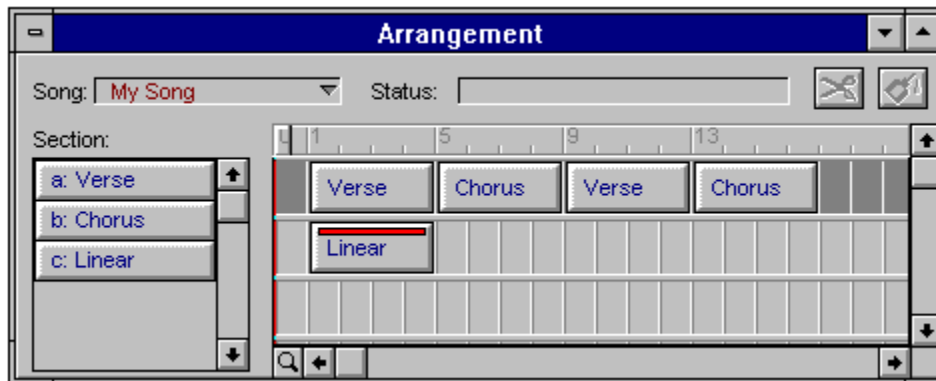 Arrangement
Song: My Song Status:
Section:
1 5 9 13
a: Verse
b: Chorus
c: Linear
Verse Chorus Verse Chorus
Linear